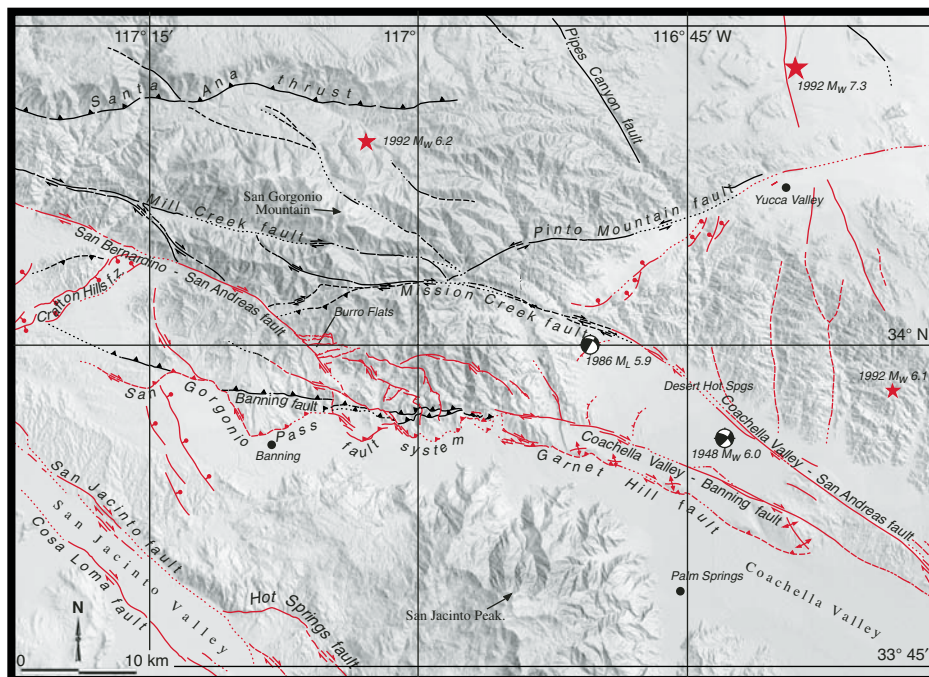 117° 15'
117°
116° 45' W
Pipes Canyon fault
1992 MW 7.3
Santa Ana thrust
1992 MW 6.2
San Gorgonio
Mountain
Yucca Valley
Mill Creek fault
Pinto Mountain fault
San Bernardino - San Andreas fault
Crafton Hills f.z.
Mission Creek fault
Burro Flats
34° N
1986 ML 5.9
Desert Hot Spgs
1992 MW 6.1
San Gorgonio Pass fault system
Banning fault
Banning
Garnet Hill fault
Coachella Valley - Banning fault
1948 MW 6.0
Coachella Valley - San Andreas fault
San Jacinto fault
San Jacinto Valley
Cosa Loma fault
Hot Springs fault
Palm Springs
Coachella Valley
San Jacinto Peak.
N
0
10 km
33° 45'